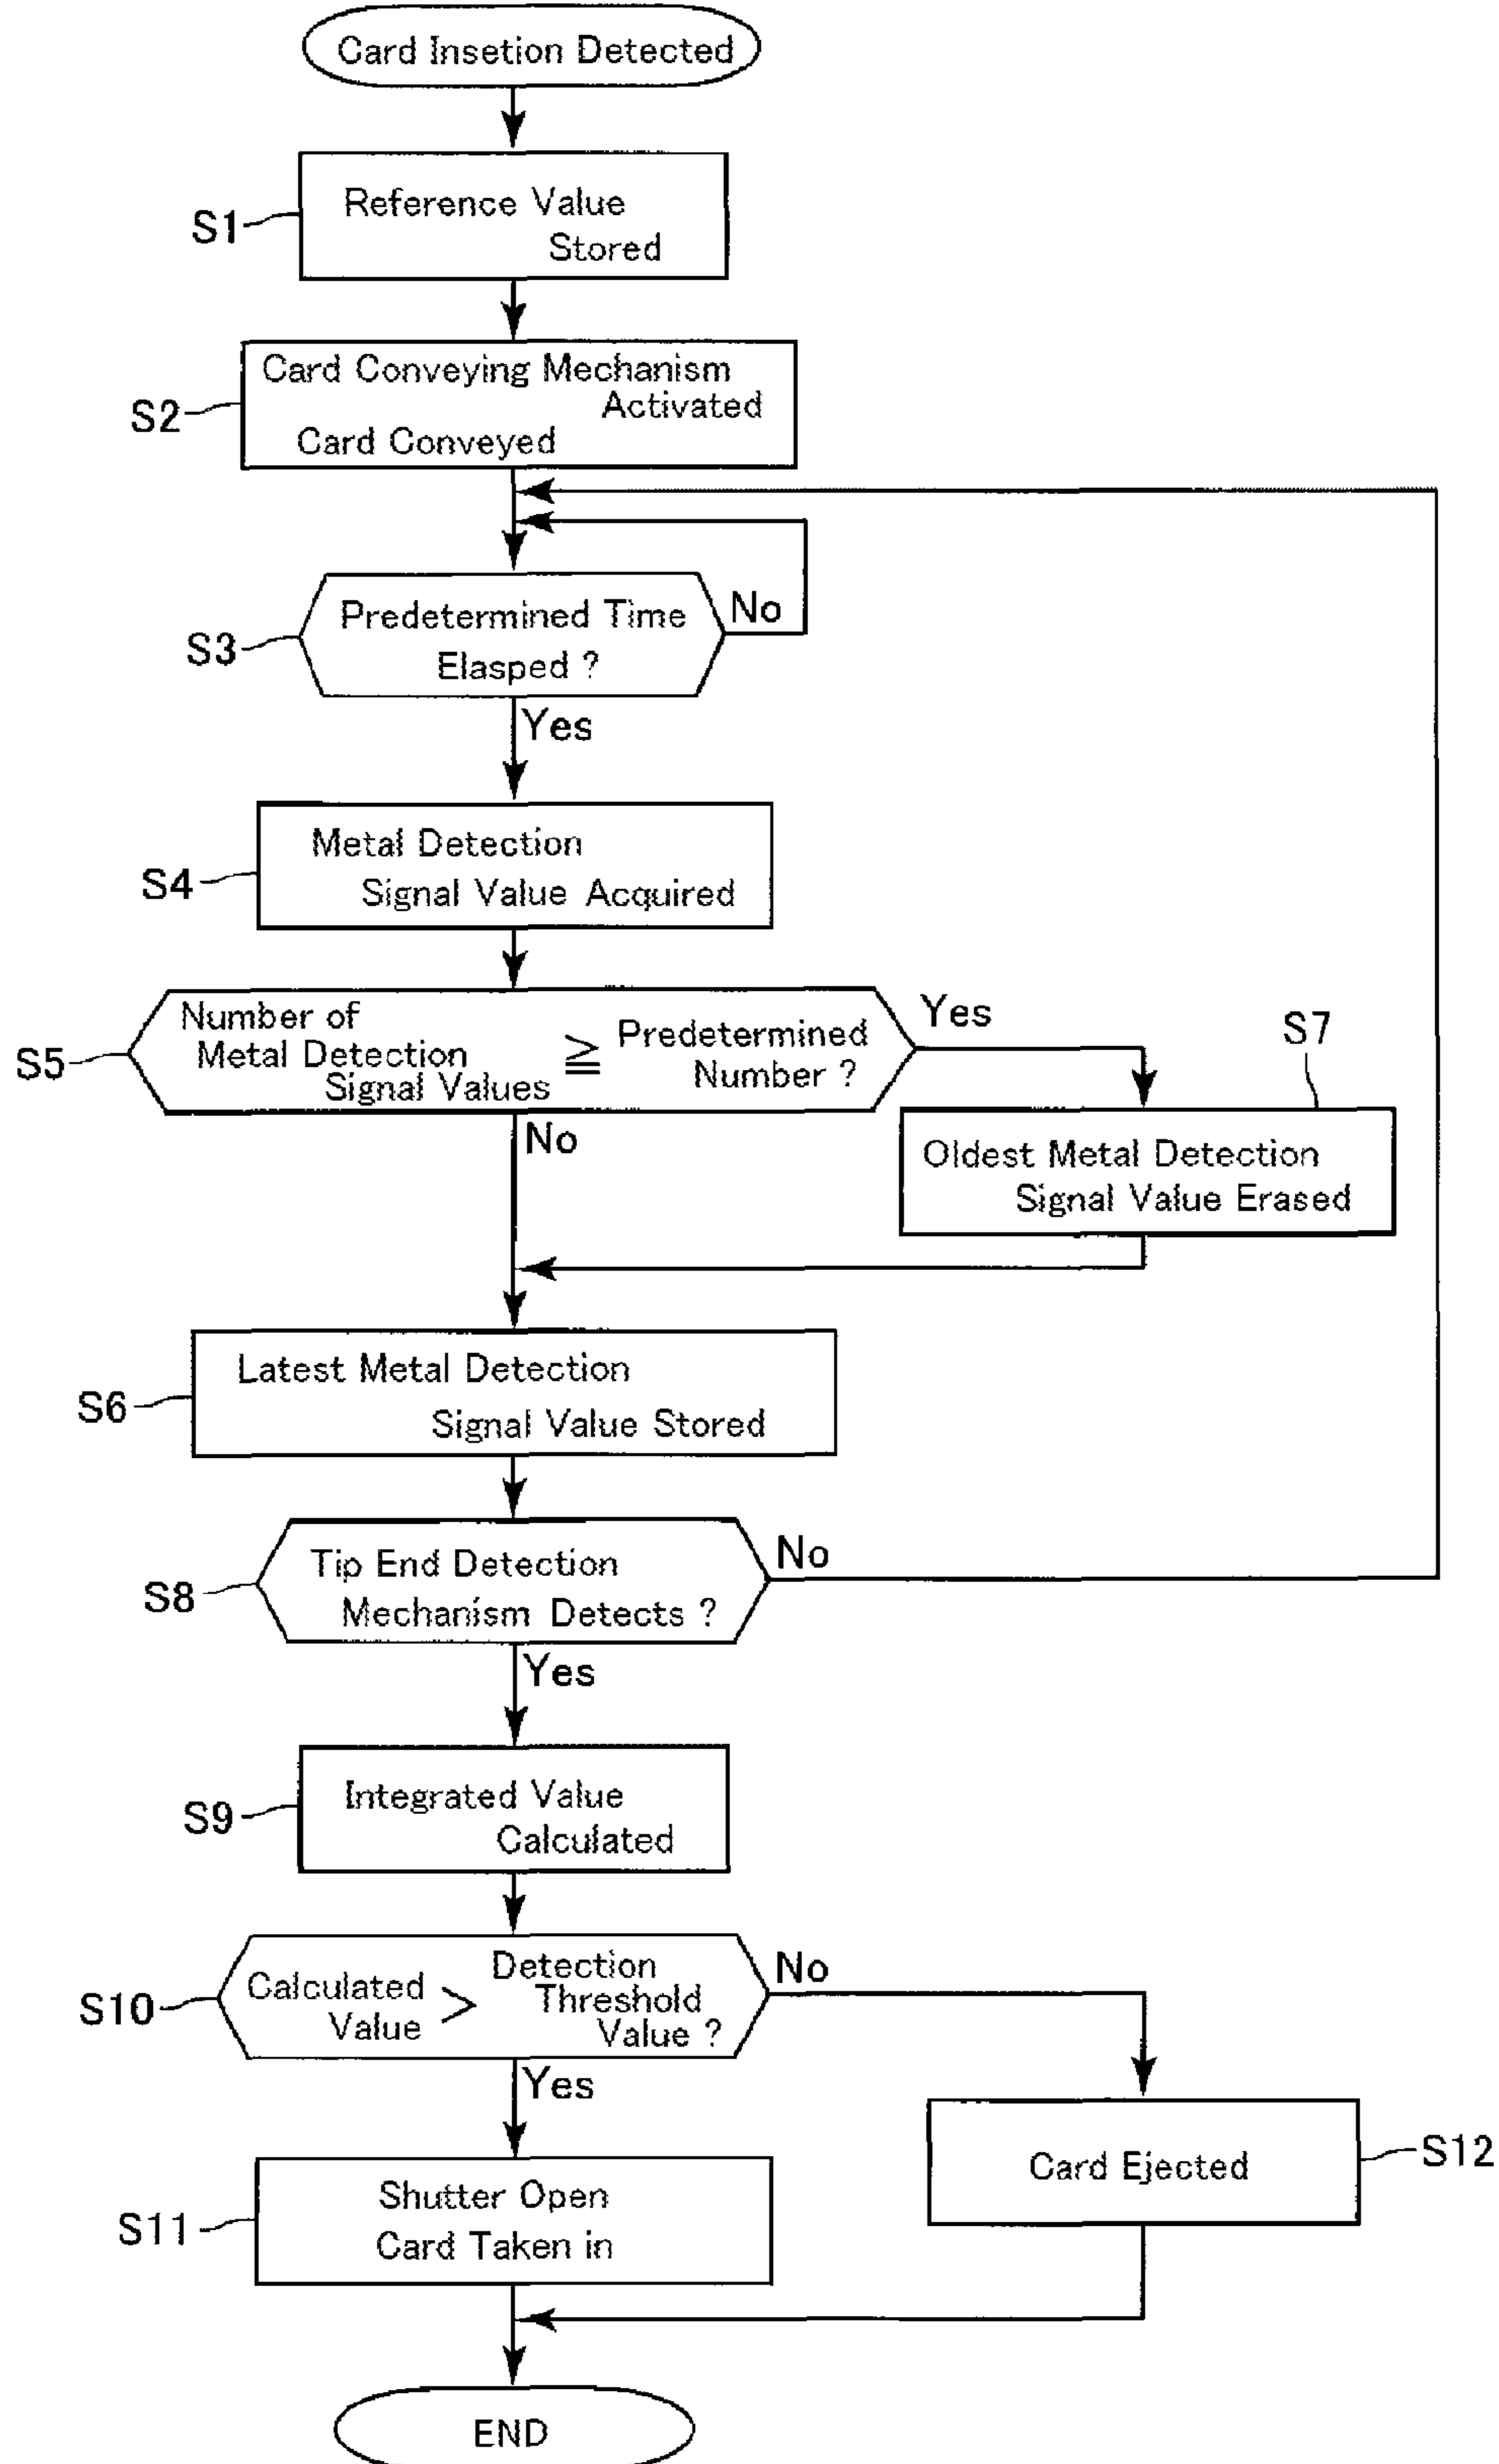 Card Insetion Detected
S1
Reference Value
Stored
S2
Card Conveying Mechanism
Activated
Card Conveyed
S3
Predetermined Time
Elasped ?
No
Yes
S4
Metal Detection
Signal Value Acquired
S5
Number of
Metal Detection
Signal Values
≧
Predetermined
Number ?
Yes
No
S7
Oldest Metal Detection
Signal Value Erased
S6
Latest Metal Detection
Signal Value Stored
S8
Tip End Detection
Mechanism Detects ?
No
Yes
S9
Integrated Value
Calculated
S10
Calculated
Value
>
Detection
Threshold
Value ?
No
Yes
S11
Shutter Open
Card Taken in
S12
Card Ejected
END